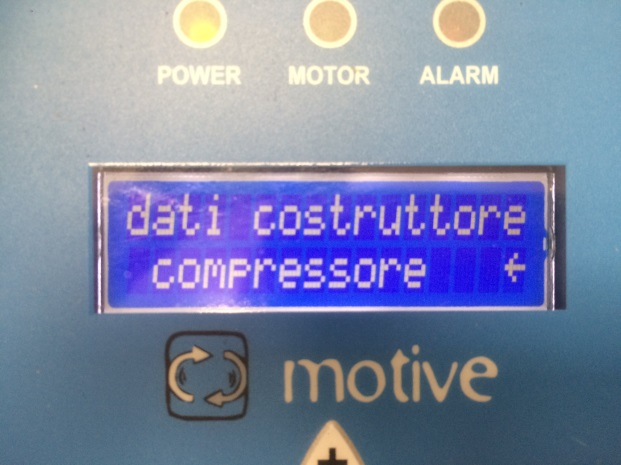 POWER MOTOR ALARM
dati costruttore
compressore ←
motive
+